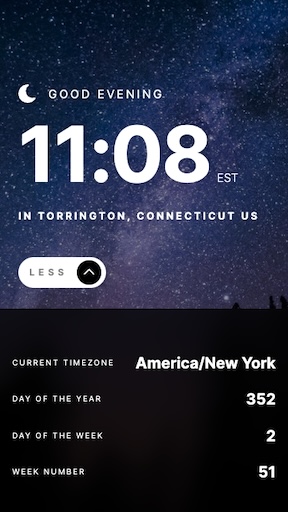 GOOD EVENING
11:08 EST
IN TORRINGTON, CONNECTICUT US
LESS
CURRENT TIMEZONE America/New York
DAY OF THE YEAR 352
DAY OF THE WEEK 2
WEEK NUMBER 51